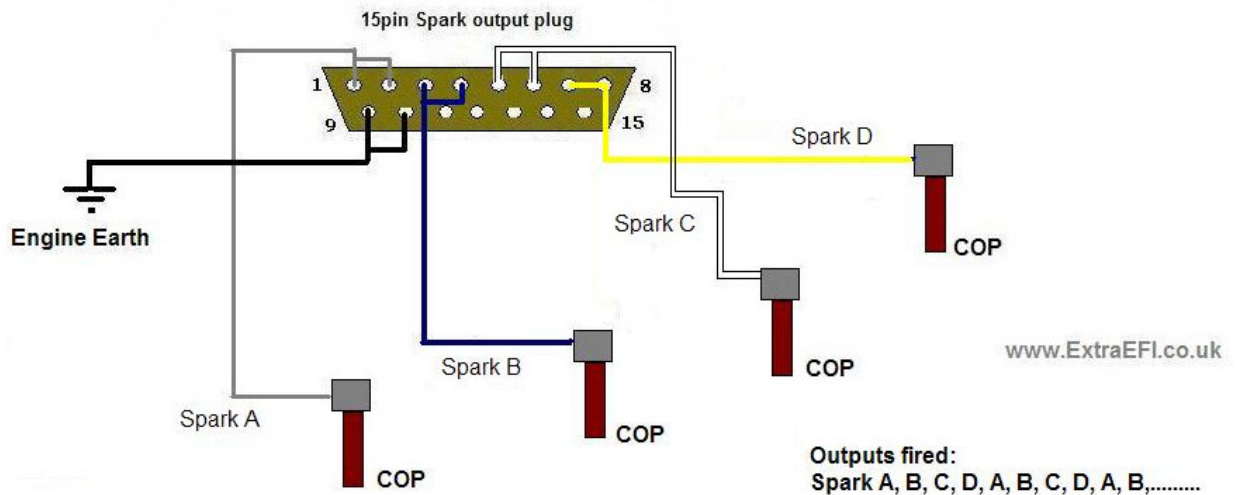 15pin Spark output plug
1
8
9
15
Spark D
Engine Earth
Spark C
COP
www.ExtraEFI.co.uk
Spark B
COP
Spark A
COP
COP
Outputs fired:
Spark A, B, C, D, A, B, C, D, A, B,.........